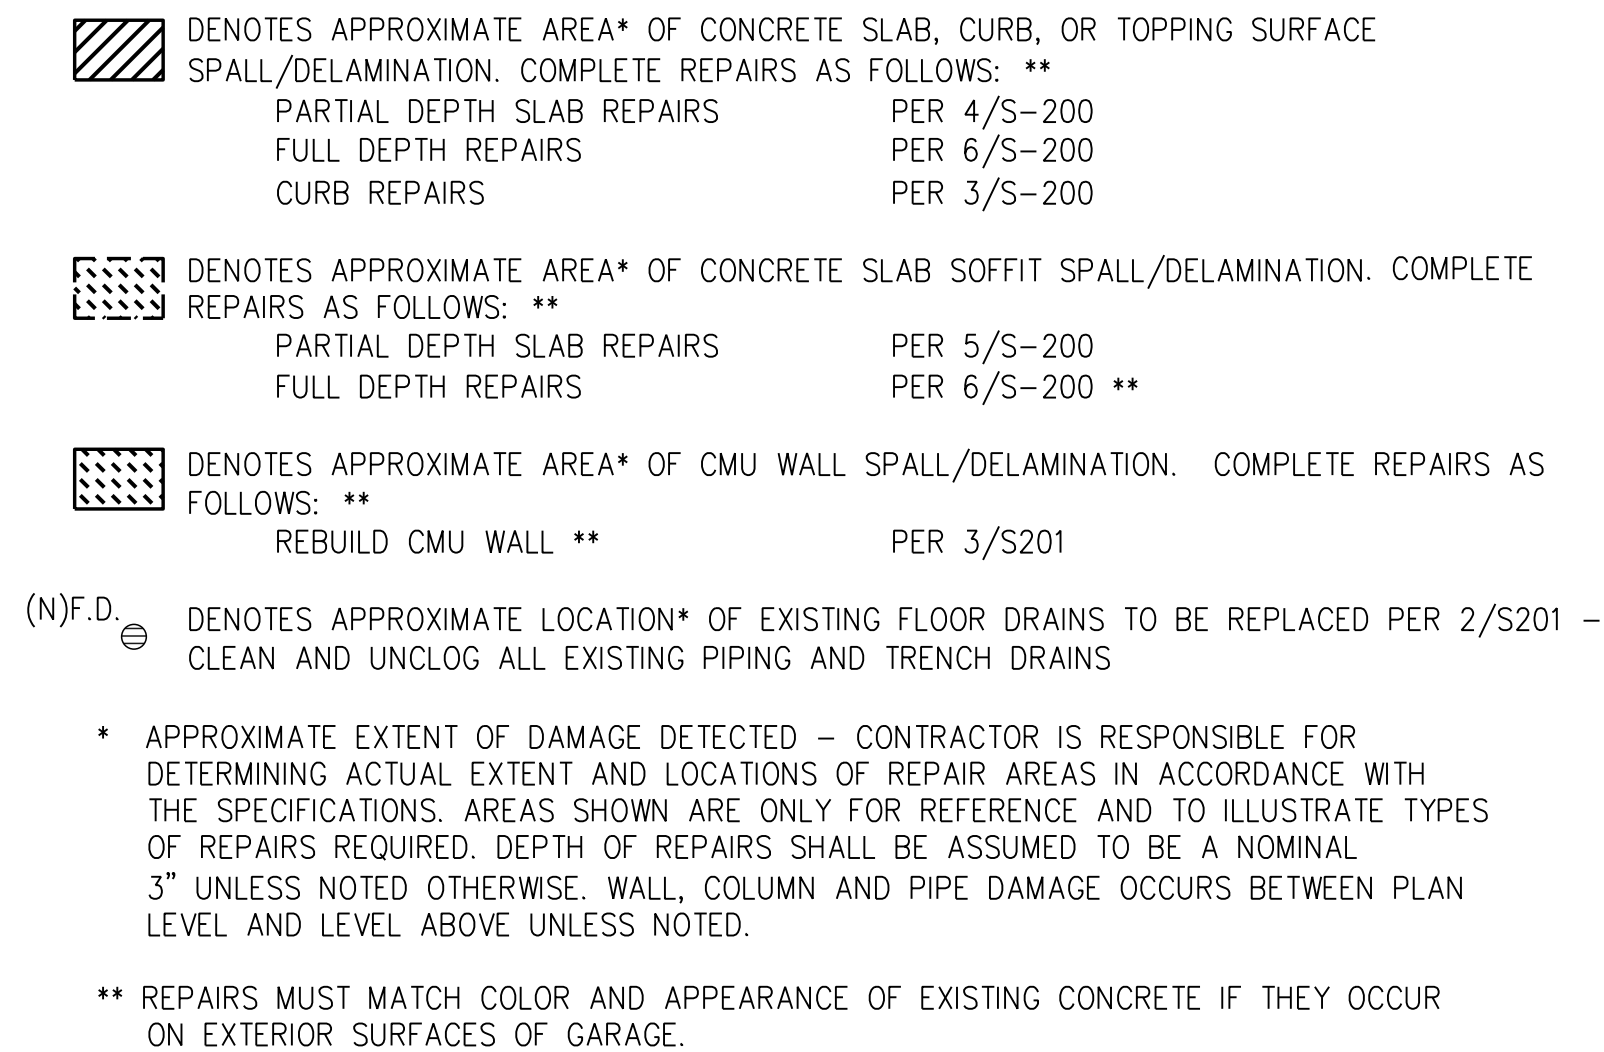 DENOTES APPROXIMATE AREA* OF CONCRETE SLAB, CURB, OR TOPPING SURFACE
SPALL/DELAMINATION. COMPLETE REPAIRS AS FOLLOWS: **
PARTIAL DEPTH SLAB REPAIRS PER 4/S-200
FULL DEPTH REPAIRS PER 6/S-200
CURB REPAIRS PER 3/S-200
DENOTES APPROXIMATE AREA* OF CONCRETE SLAB SOFFIT SPALL/DELAMINATION. COMPLETE
REPAIRS AS FOLLOWS: **
PARTIAL DEPTH SLAB REPAIRS PER 5/S-200
FULL DEPTH REPAIRS PER 6/S-200 **
DENOTES APPROXIMATE AREA* OF CMU WALL SPALL/DELAMINATION. COMPLETE REPAIRS AS
FOLLOWS: **
REBUILD CMU WALL ** PER 3/S201
(N)F.D. DENOTES APPROXIMATE LOCATION* OF EXISTING FLOOR DRAINS TO BE REPLACED PER 2/S201 –
CLEAN AND UNCLOG ALL EXISTING PIPING AND TRENCH DRAINS
* APPROXIMATE EXTENT OF DAMAGE DETECTED – CONTRACTOR IS RESPONSIBLE FOR
DETERMINING ACTUAL EXTENT AND LOCATIONS OF REPAIR AREAS IN ACCORDANCE WITH
THE SPECIFICATIONS. AREAS SHOWN ARE ONLY FOR REFERENCE AND TO ILLUSTRATE TYPES
OF REPAIRS REQUIRED. DEPTH OF REPAIRS SHALL BE ASSUMED TO BE A NOMINAL
3” UNLESS NOTED OTHERWISE. WALL, COLUMN AND PIPE DAMAGE OCCURS BETWEEN PLAN
LEVEL AND LEVEL ABOVE UNLESS NOTED.
** REPAIRS MUST MATCH COLOR AND APPEARANCE OF EXISTING CONCRETE IF THEY OCCUR
ON EXTERIOR SURFACES OF GARAGE.